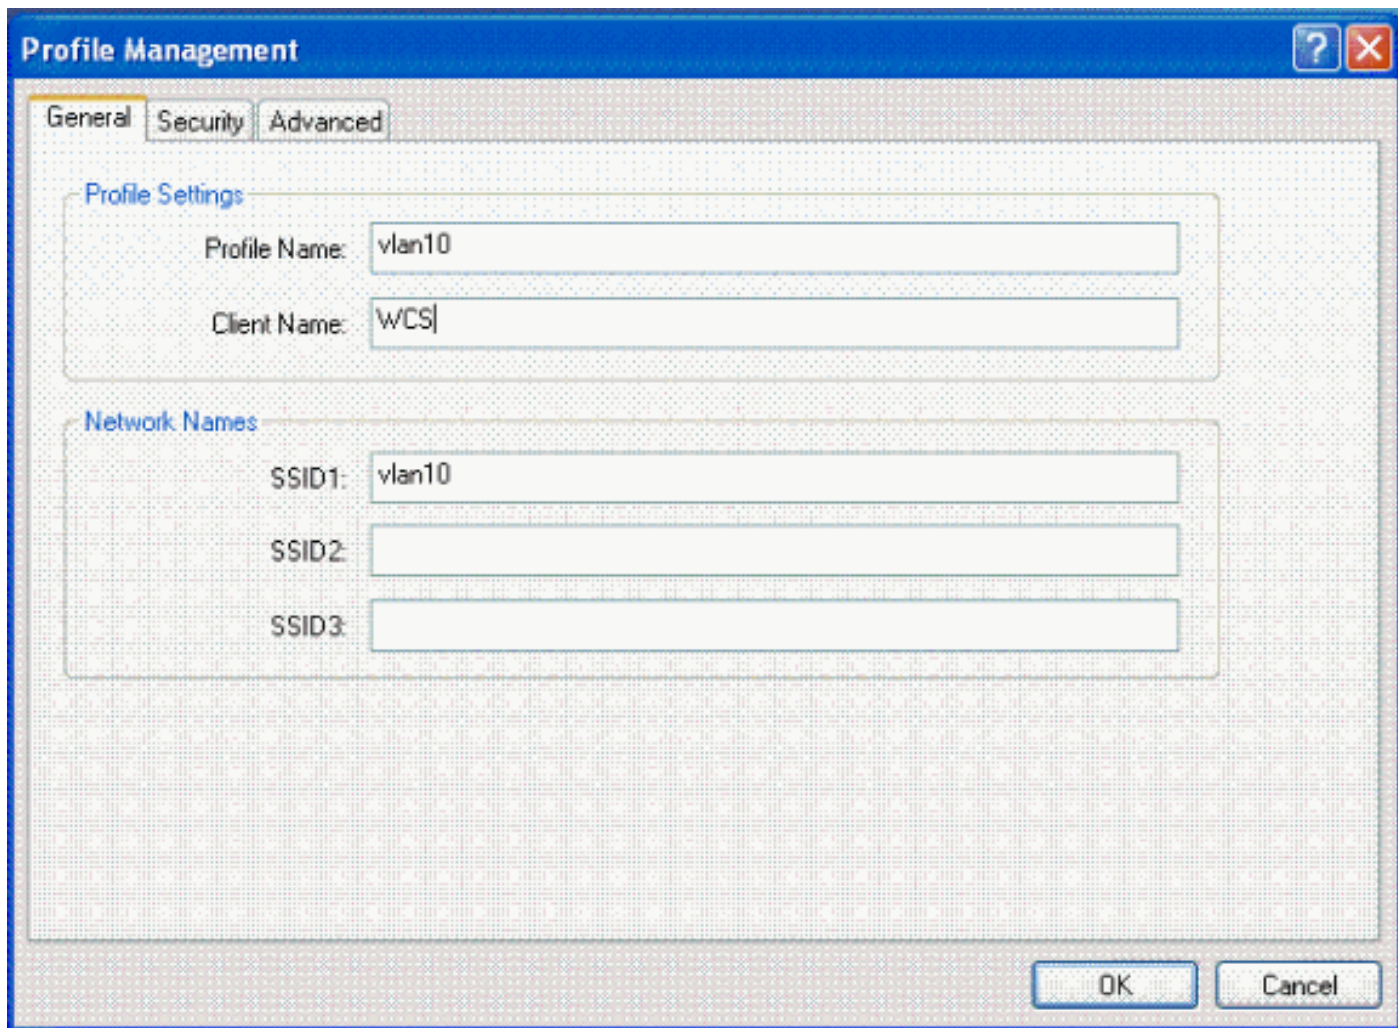 Profile Management
General Security Advanced
Profile Settings
Profile Name: vlan10
Client Name: WCS
Network Names
SSID1: vlan10
SSID2:
SSID3:
OK Cancel